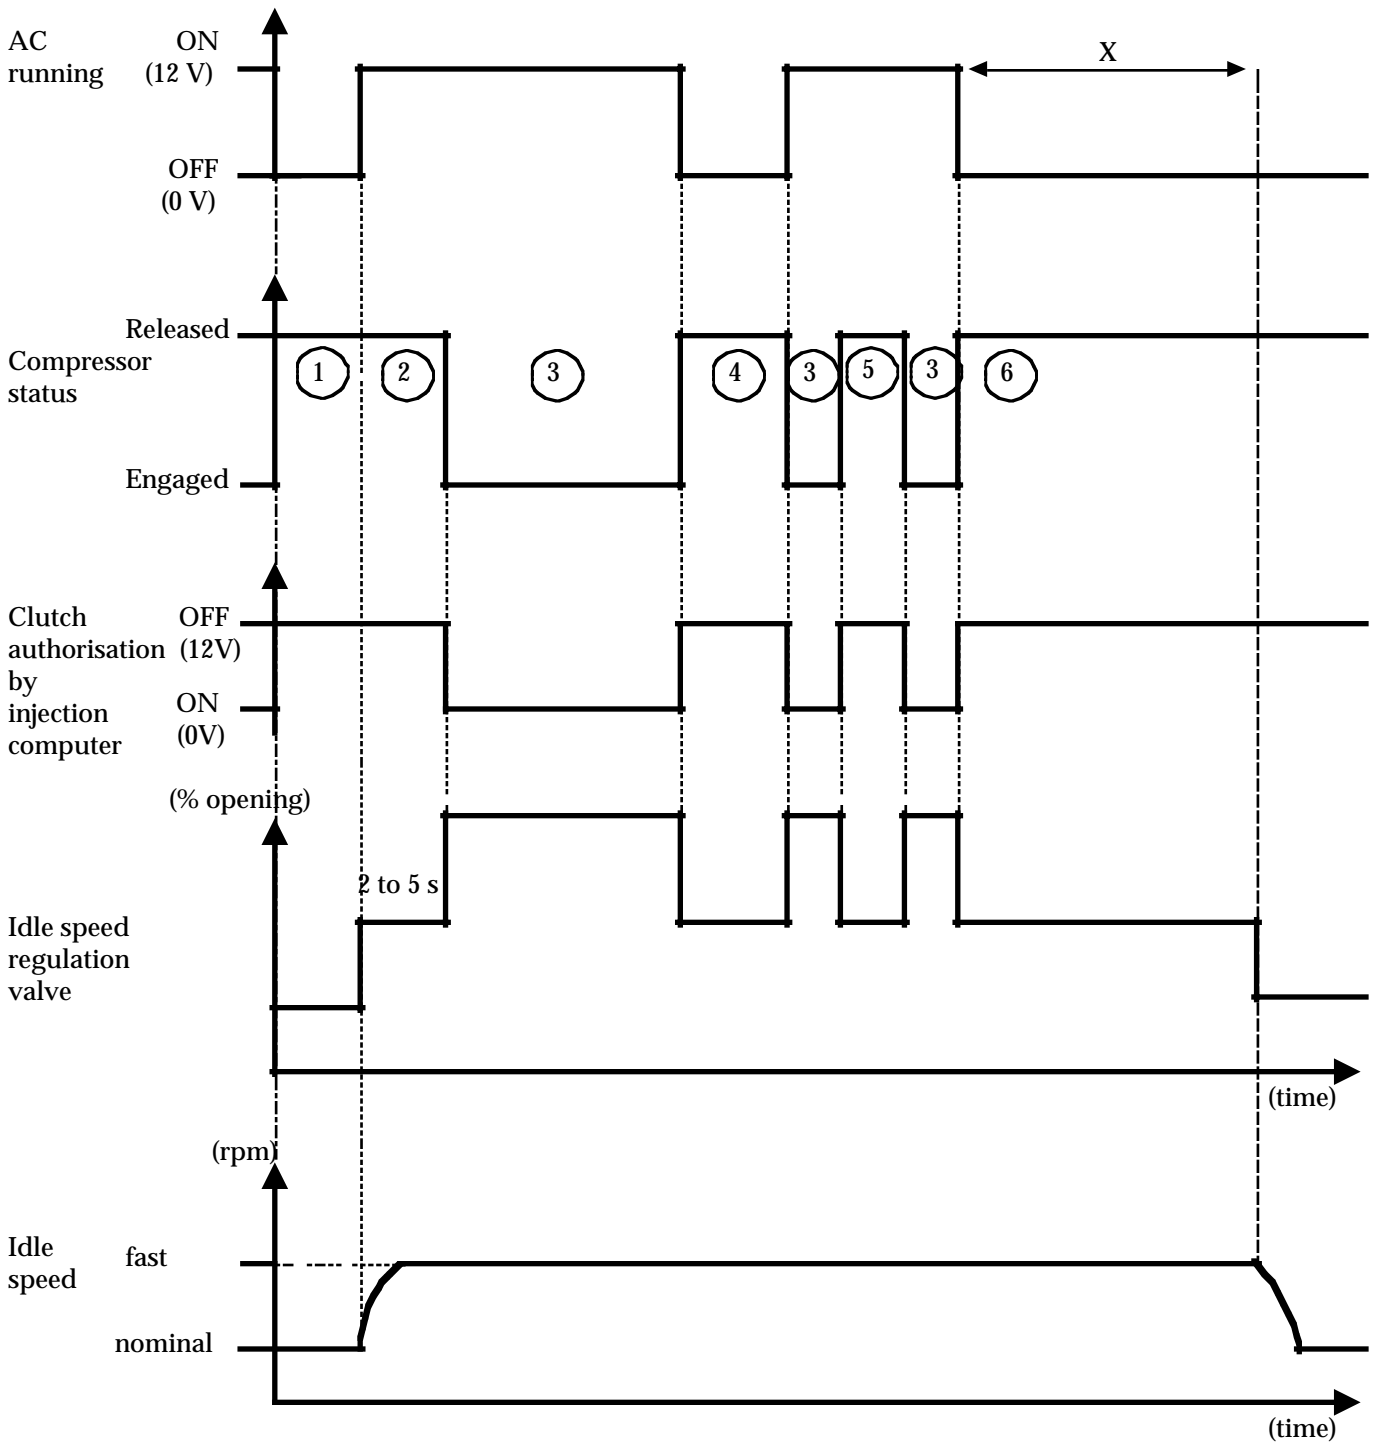 AC
running
ON
(12 V)
X
OFF
(0 V)
Released
Compressor
status
1
2
3
4
3
5
3
6
Engaged
Clutch
authorisation
by
injection
computer
OFF
(12V)
ON
(0V)
(% opening)
2 to 5 s
Idle speed
regulation
valve
(time)
(rpm)
Idle
speed
fast
nominal
(time)